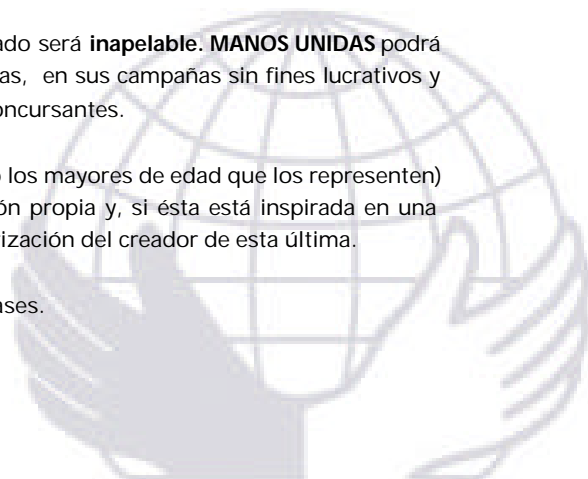 ado será inapelable. MANOS UNIDAS podrá
as, en sus campañas sin fines lucrativos y
oncursantes.
o los mayores de edad que los representen)
ón propia y, si ésta está inspirada en una
rización del creador de esta última.
ases.